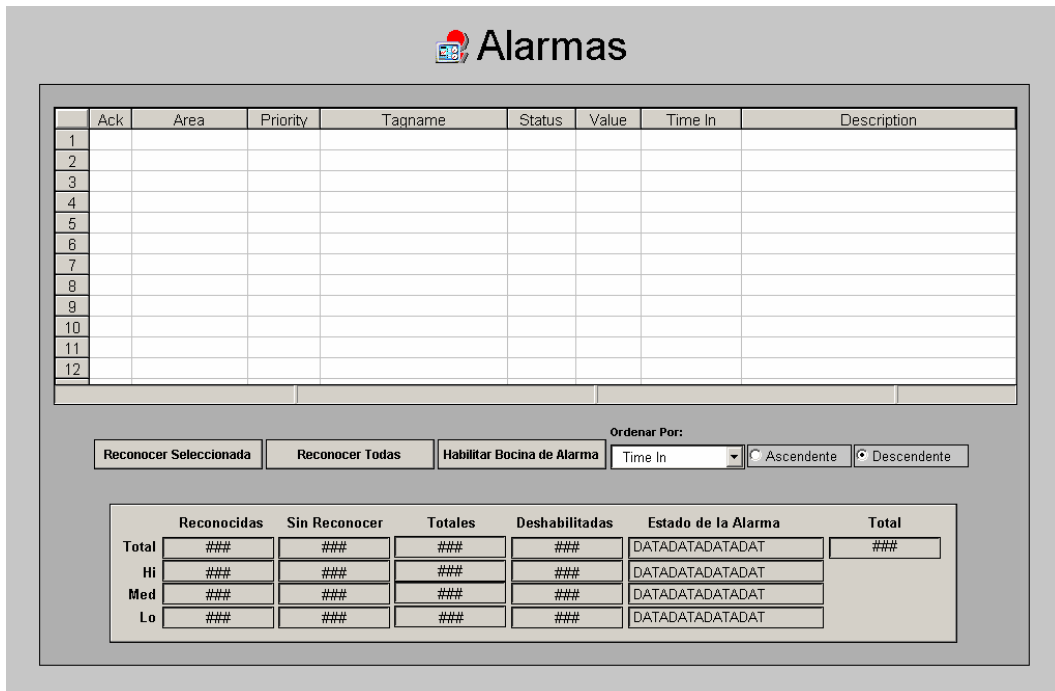 Alarmas
Ack Area Priority Tagname Status Value Time In Description
1
2
3
4
5
6
7
8
9
10
11
12
Ordenar Por:
Reconocer Seleccionada Reconocer Todas Habilitar Bocina de Alarma Time In Ascendente Descendente
Reconocidas Sin Reconocer Totales Deshabilitadas Estado de la Alarma Total
Total ### ### ### ### DATADATADATADAT ###
Hi ### ### ### ### DATADATADATADAT
Med ### ### ### ### DATADATADATADAT
Lo ### ### ### ### DATADATADATADAT